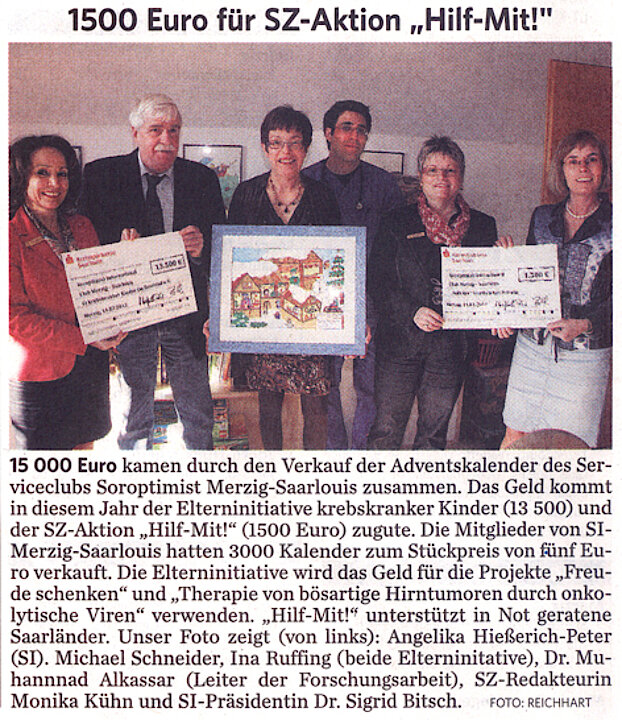 1500 Euro für SZ-Aktion „Hilf-Mit!"
13.500 €
Club Merzig - Saarlouis
1.500 €
15 000 Euro kamen durch den Verkauf der Adventskalender des Ser-
viceclubs Soroptimist Merzig-Saarlouis zusammen. Das Geld kommt
in diesem Jahr der Elterninitiative krebskranker Kinder (13 500) und
der SZ-Aktion „Hilf-Mit!“ (1500 Euro) zugute. Die Mitglieder von SI-
Merzig-Saarlouis hatten 3000 Kalender zum Stückpreis von fünf Eu-
ro verkauft. Die Elterninitiative wird das Geld für die Projekte „Freu-
de schenken“ und „Therapie von bösartige Hirntumoren durch onko-
lytische Viren“ verwenden. „Hilf-Mit!“ unterstützt in Not geratene
Saarländer. Unser Foto zeigt (von links): Angelika Hießerich-Peter
(SI). Michael Schneider, Ina Ruffing (beide Elterninitative), Dr. Mu-
hannnad Alkassar (Leiter der Forschungsarbeit), SZ-Redakteurin
Monika Kühn und SI-Präsidentin Dr. Sigrid Bitsch. FOTO: REICHHART